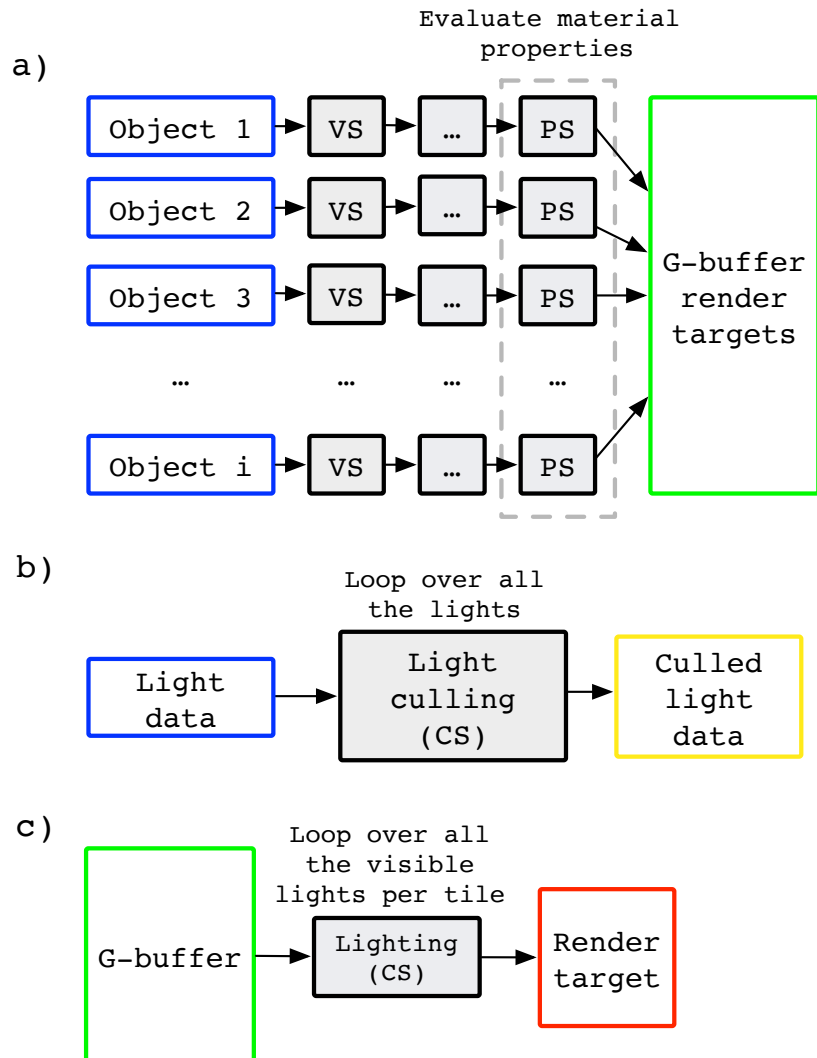 Evaluate material
properties
a)
Object 1
VS
…
PS
Object 2
VS
…
PS
Object 3
VS
…
PS
G-buffer
render
targets
…
…
…
…
Object i
VS
…
PS
b)
Loop over all
the lights
Light
data
Light
culling
(CS)
Culled
light
data
c)
Loop over all
the visible
lights per tile
G-buffer
Lighting
(CS)
Render
target